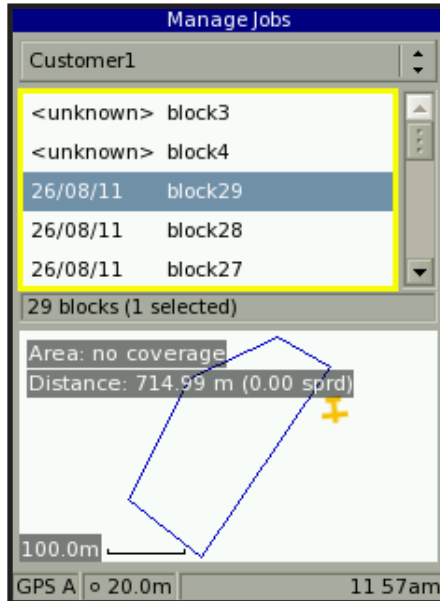 Manage Jobs
Customer1
<unknown> block3
<unknown> block4
26/08/11 block29
26/08/11 block28
26/08/11 block27
29 blocks (1 selected)
Area: no coverage
Distance: 714.99 m (0.00 sprd)
100.0m
GPS A 20.0m 11 57am